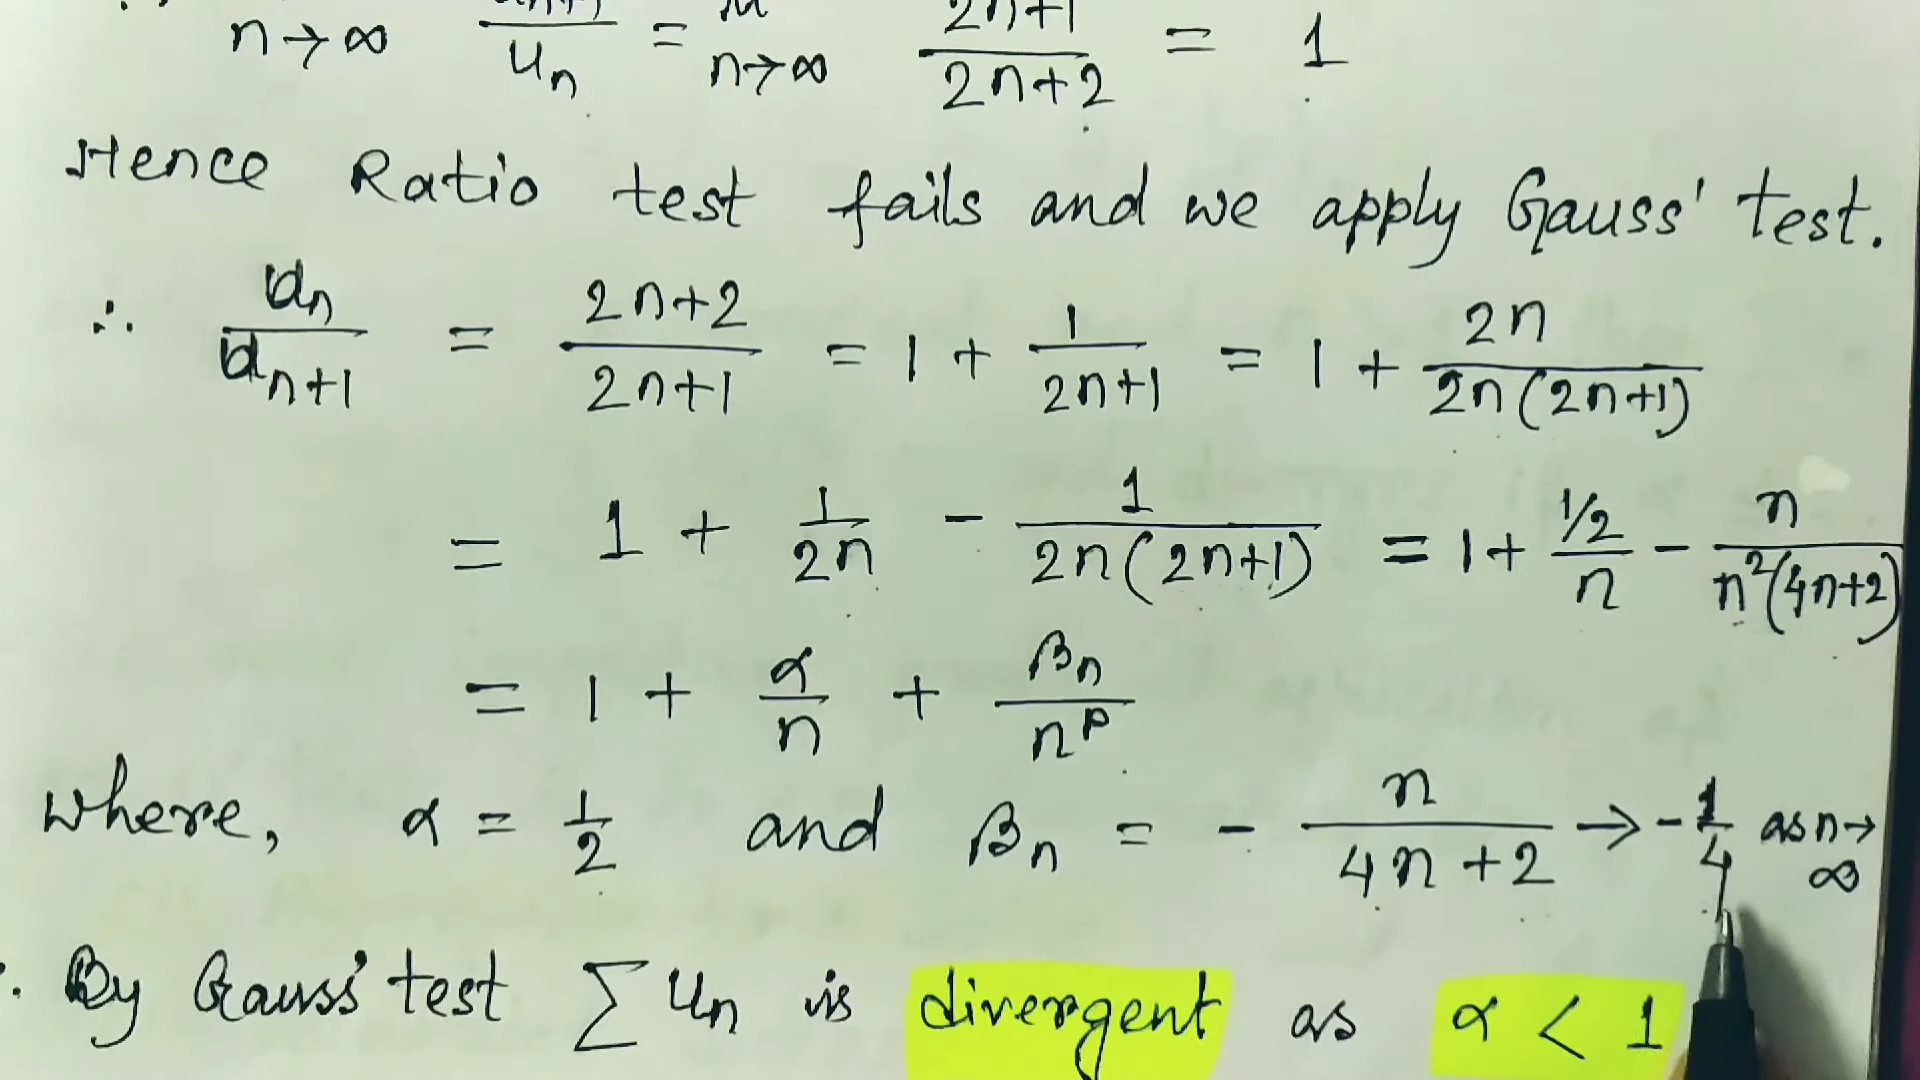 n→∞ u_{n+1}/u_n = n→∞ (2n+1)/(2n+2) = 1
Hence Ratio test fails and we apply Gauss' test.
∴ u_n/u_{n+1} = (2n+2)/(2n+1) = 1 + 1/(2n+1) = 1 + 2n/(2n(2n+1))
= 1 + 1/(2n) - 1/(2n(2n+1)) = 1 + (1/2)/n - n/(n²(4n+2))
= 1 + α/n + β_n/n^p
where, α = 1/2 and β_n = - n/(4n+2) → -1/4 as n→∞
∴ By Gauss' test Σ u_n is divergent as α < 1